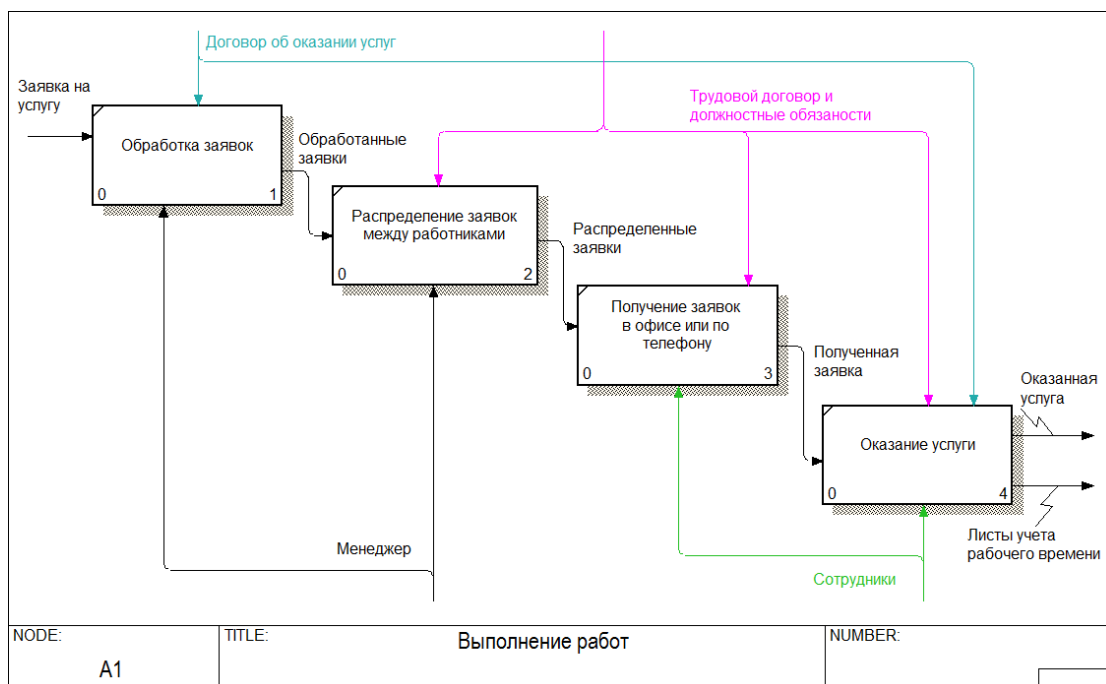 Договор об оказании услуг
Заявка на
услугу
Трудовой договор и
должностные обязаности
Обработка заявок
0
1
Обработанные
заявки
Распределение заявок
между работниками
0
2
Распределенные
заявки
Получение заявок
в офисе или по
телефону
0
3
Полученная
заявка
Оказанная
услуга
Оказание услуги
0
4
Листы учета
рабочего времени
Менеджер
Сотрудники
NODE:
A1
TITLE:
Выполнение работ
NUMBER: